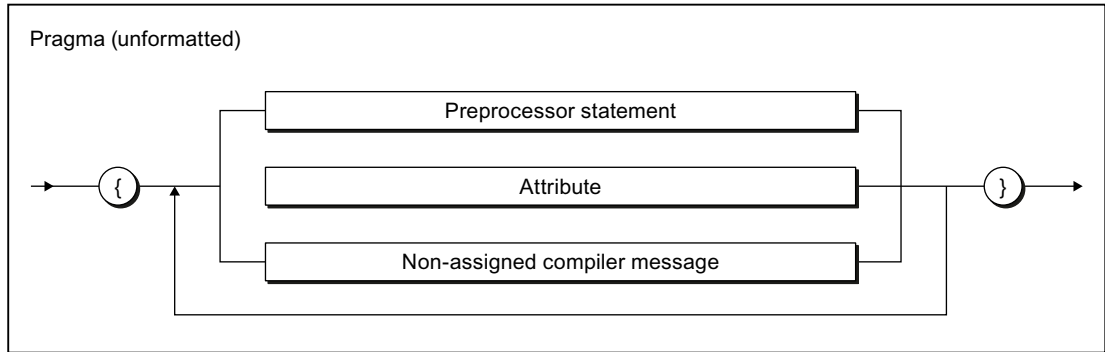 Pragma (unformatted)
Preprocessor statement
{
Attribute
}
Non-assigned compiler message